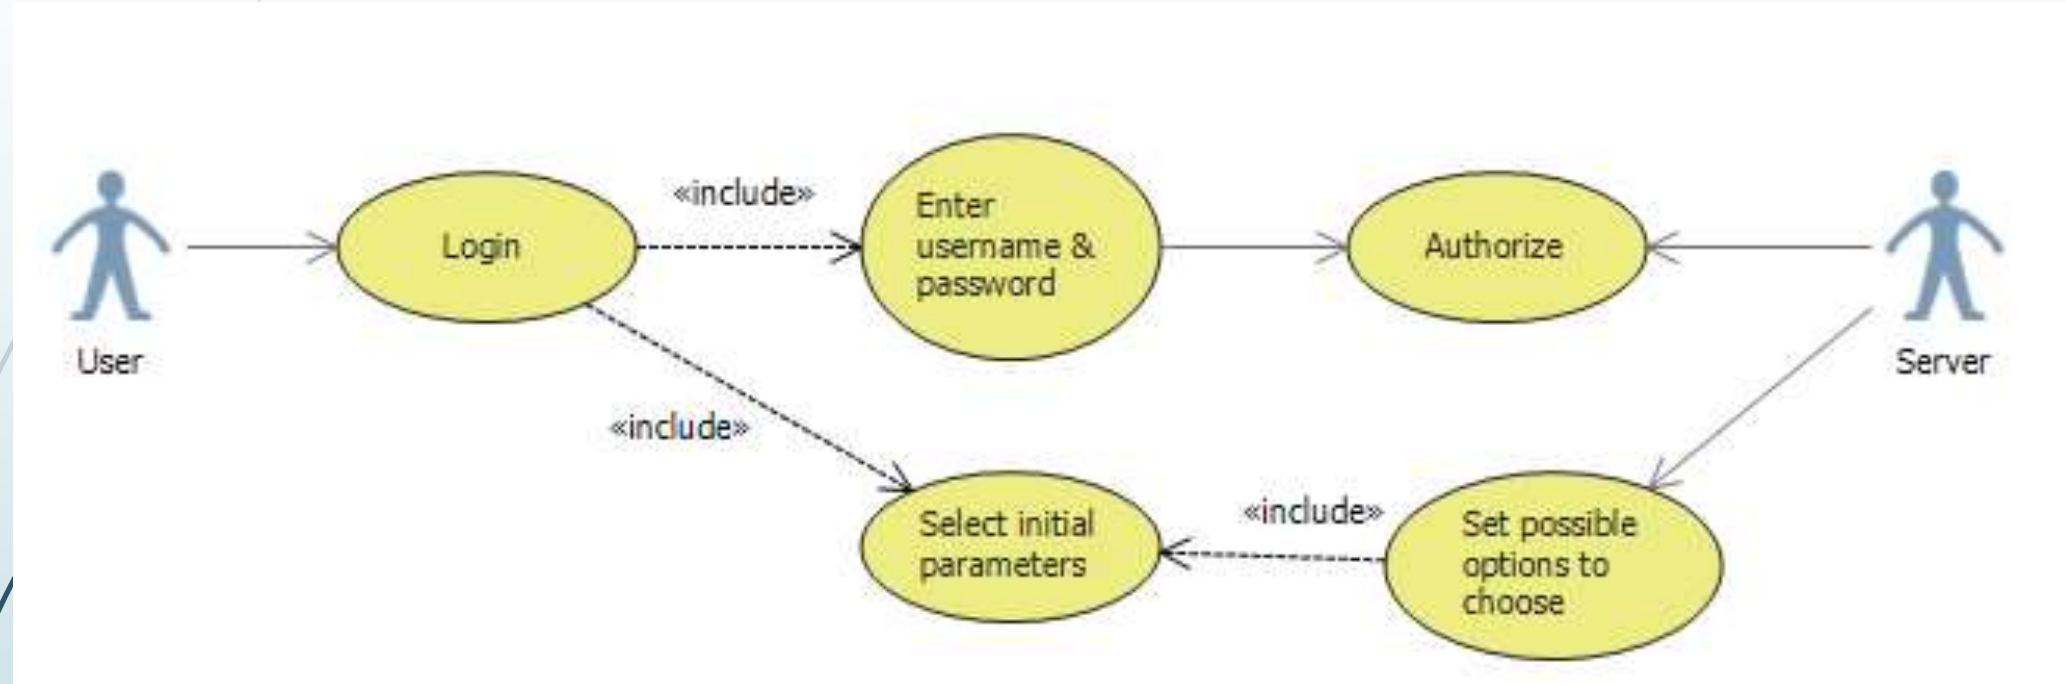 «include»
Enter
username &
password
Login
Authorize
User
Server
«include»
«include»
Select initial
parameters
Set possible
options to
choose